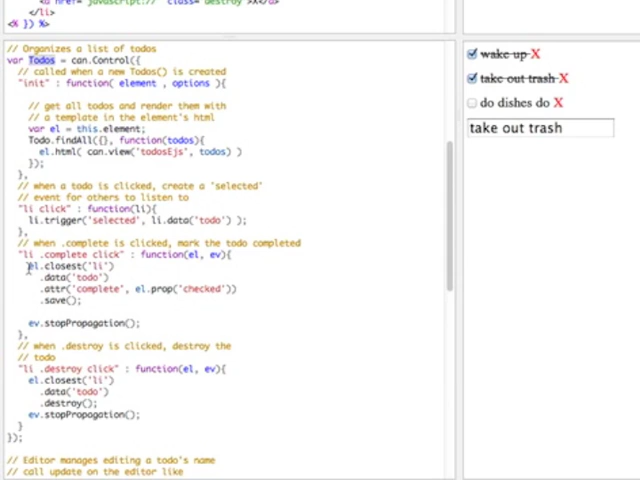 <a href="javascript://" class="destroy">X</a>
</li>
<% }) %>
// Organizes a list of todos
var Todos = can.Control({
// called when a new Todos() is created
"init" : function( element , options ){
// get all todos and render them with
// a template in the element's html
var el = this.element;
Todo.findAll({}, function(todos){
el.html( can.view('todosEjs', todos) )
});
},
// when a todo is clicked, create a 'selected'
// event for others to listen to
"li click" : function(li){
li.trigger('selected', li.data('todo') );
},
// when .complete is clicked, mark the todo completed
"li .complete click" : function(el, ev){
el.closest('li')
.data('todo')
.attr('complete', el.prop('checked'))
.save();
ev.stopPropagation();
},
// when .destroy is clicked, destroy the
// todo
"li .destroy click" : function(el, ev){
el.closest('li')
.data('todo')
.destroy();
ev.stopPropagation();
}
});
// Editor manages editing a todo's name
// call update on the editor like
wake up X
take out trash X
do dishes do X
take out trash